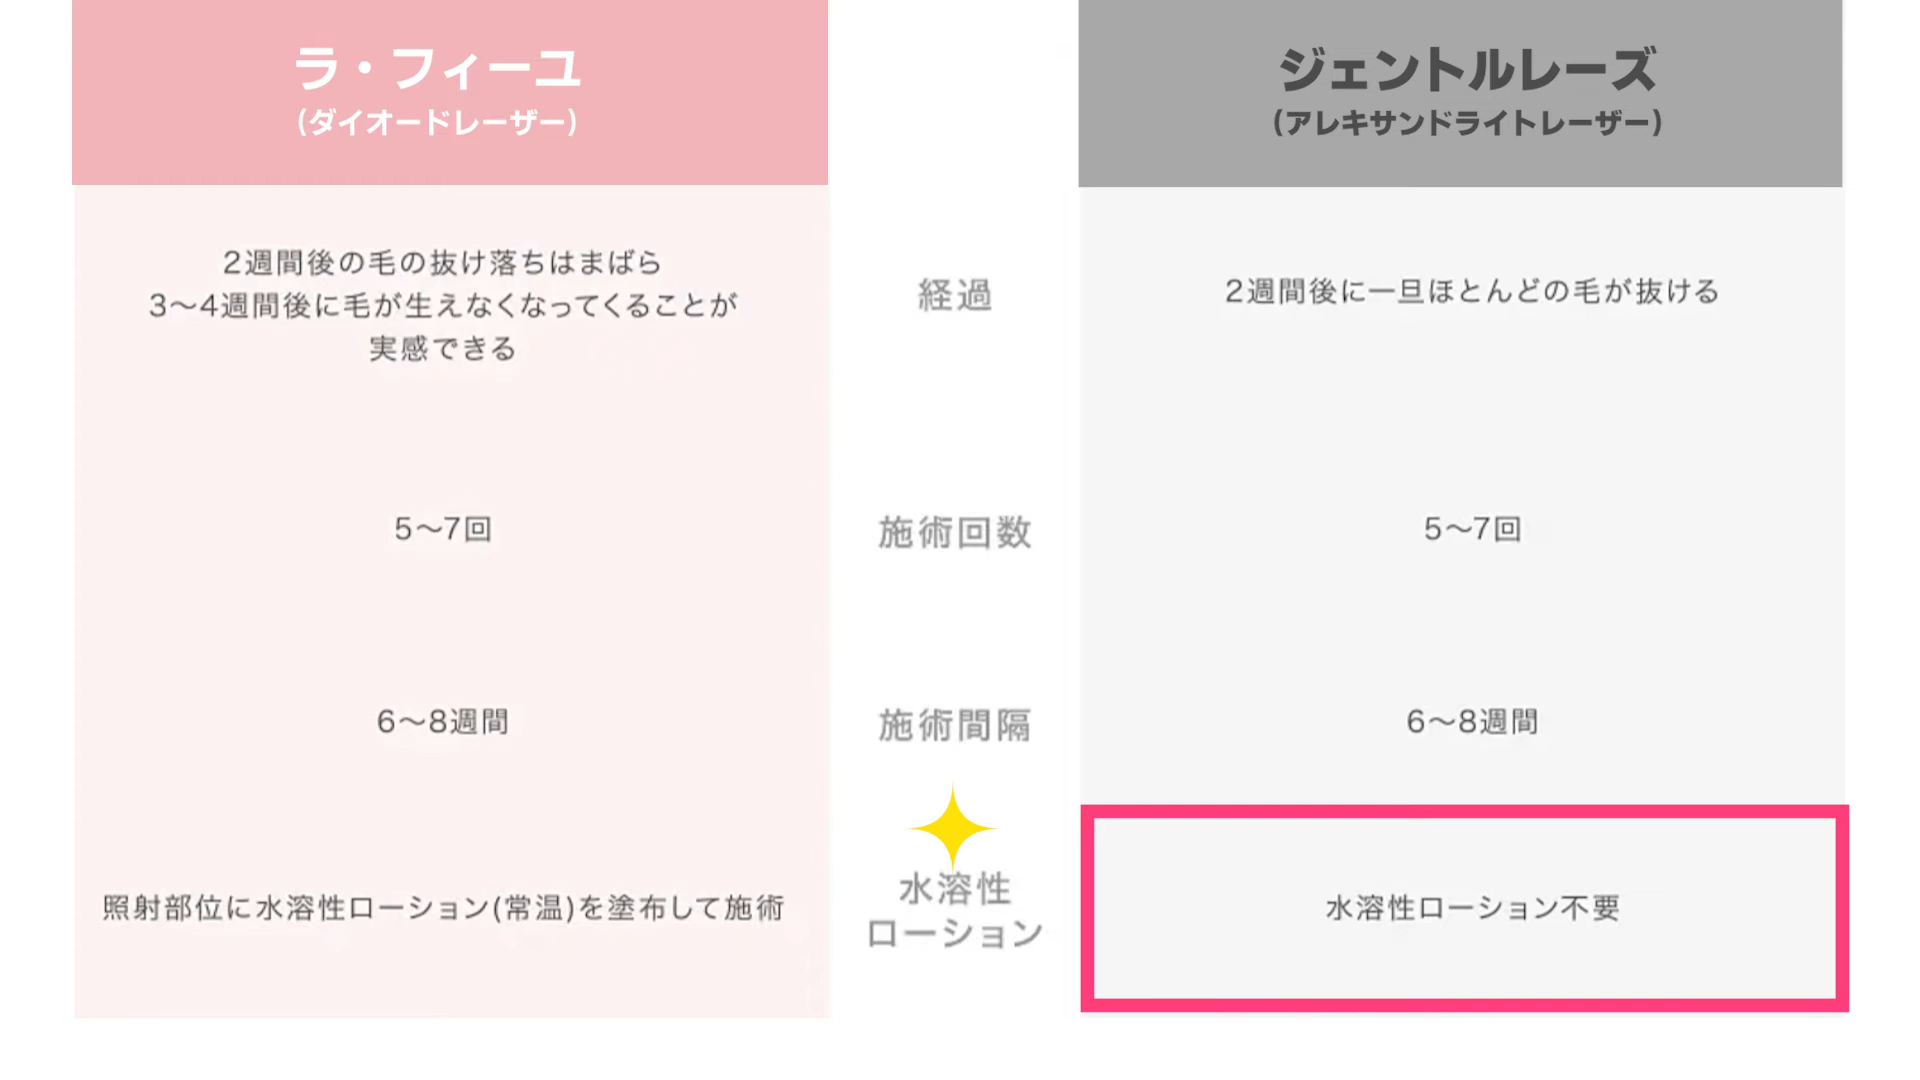 ラ・フィーユ
(ダイオードレーザー)
ジェントルレーズ
(アレキサンドライトレーザー)
2週間後の毛の抜け落ちはまばら
3〜4週間後に毛が生えなくなってくることが
実感できる
経過
2週間後に一旦ほとんどの毛が抜ける
5〜7回
施術回数
5〜7回
6〜8週間
施術間隔
6〜8週間
照射部位に水溶性ローション(常温)を塗布して施術
水溶性
ローション
水溶性ローション不要